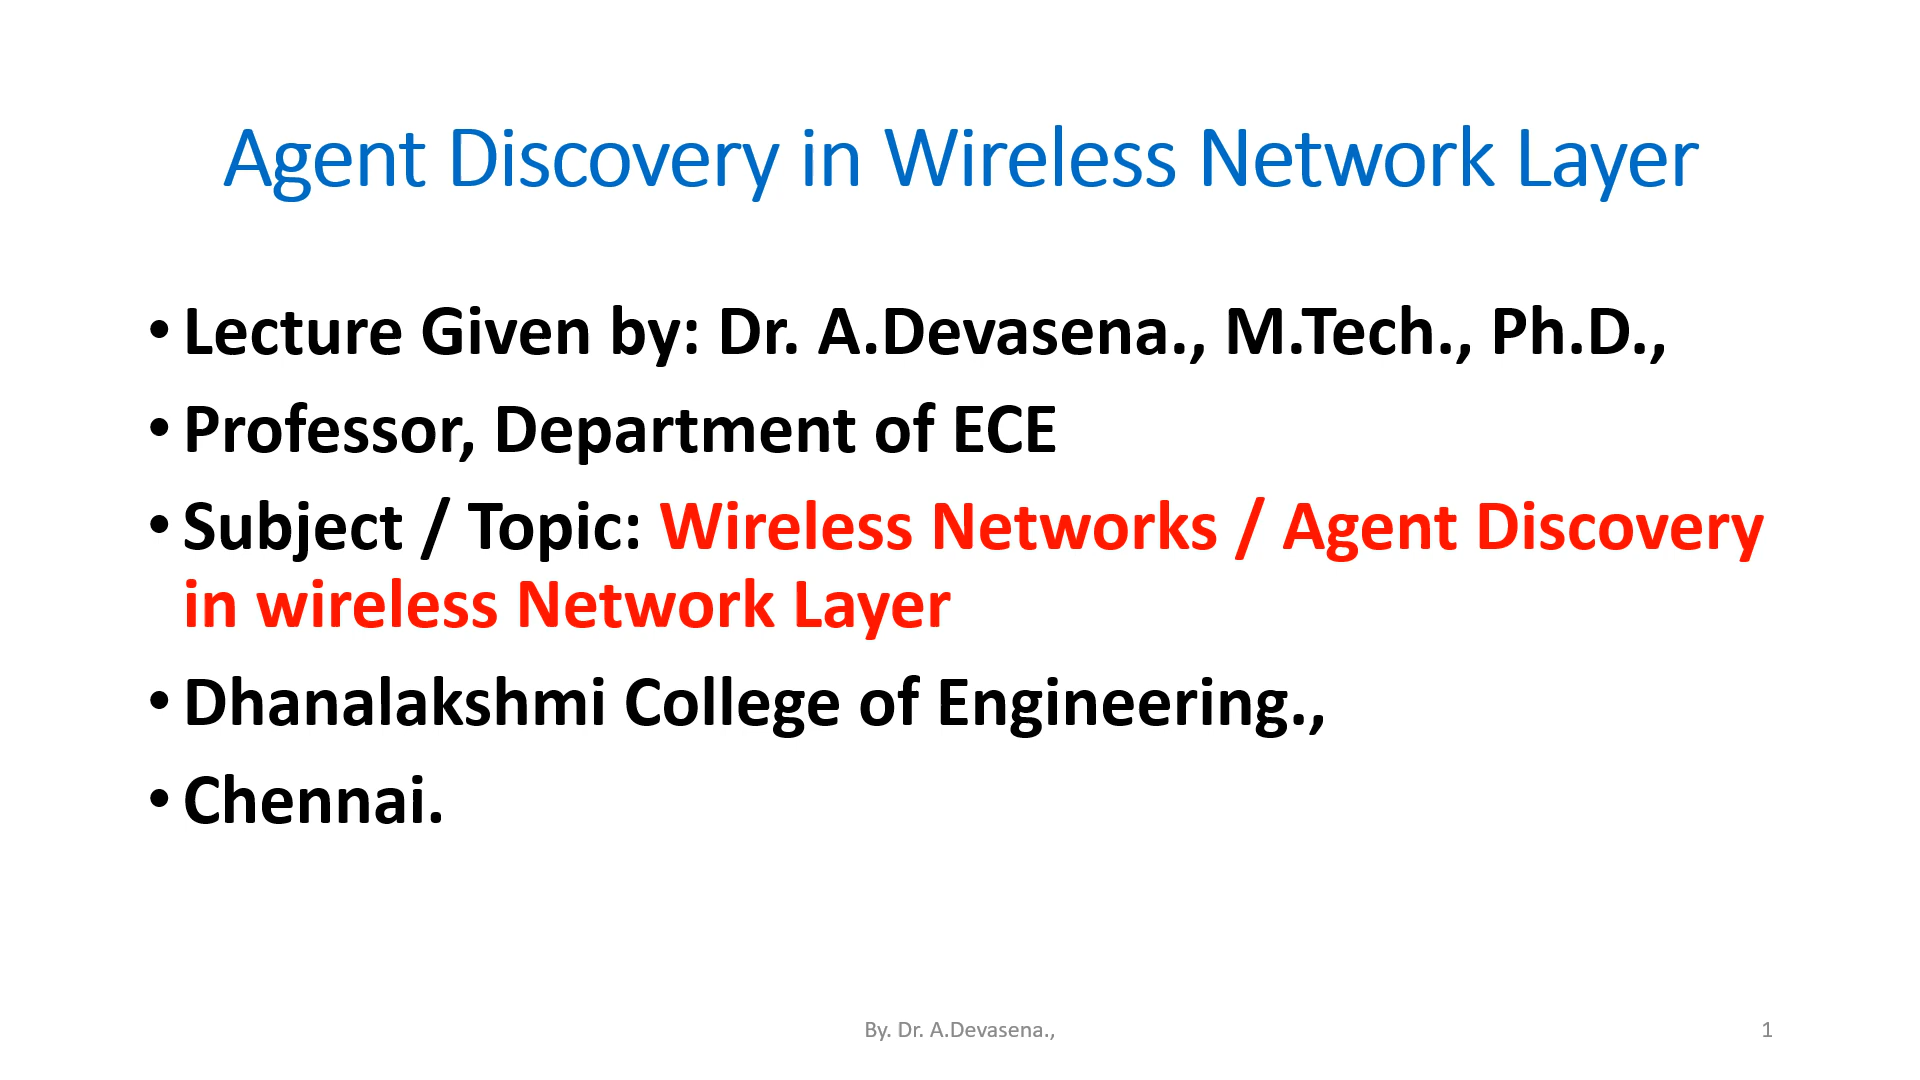 Agent Discovery in Wireless Network Layer
• Lecture Given by: Dr. A.Devasena., M.Tech., Ph.D.,
• Professor, Department of ECE
• Subject / Topic: Wireless Networks / Agent Discovery
in wireless Network Layer
• Dhanalakshmi College of Engineering.,
• Chennai.
By. Dr. A.Devasena.,
1